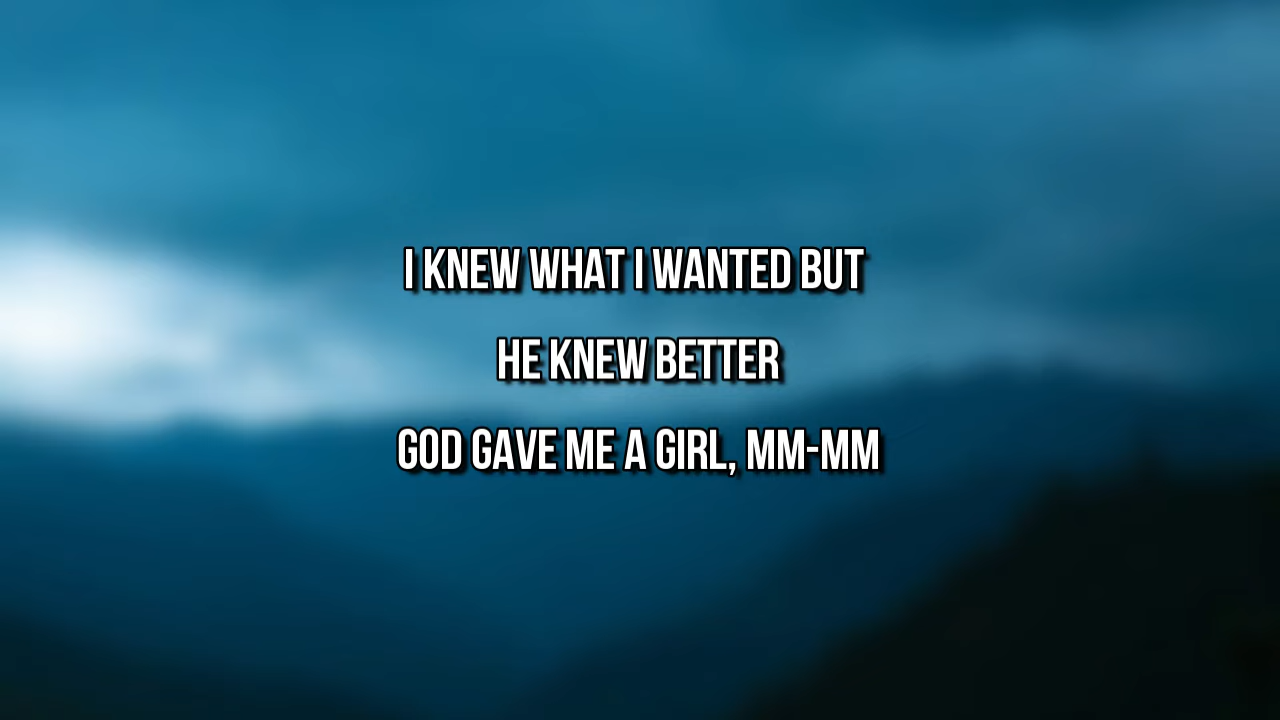 I KNEW WHAT I WANTED BUT
HE KNEW BETTER
GOD GAVE ME A GIRL, MM-MM